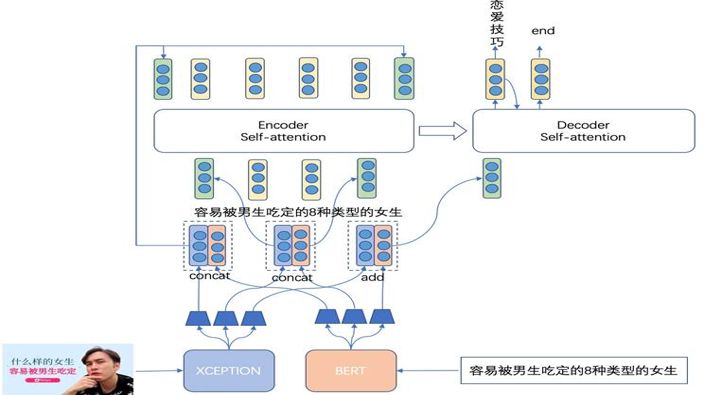 恋爱技巧
end
Encoder
Self-attention
Decoder
Self-attention
容易被男生吃定的8种类型的女生
concat
concat
add
什么样的女生
容易被男生吃定
XCEPTION
BERT
容易被男生吃定的8种类型的女生